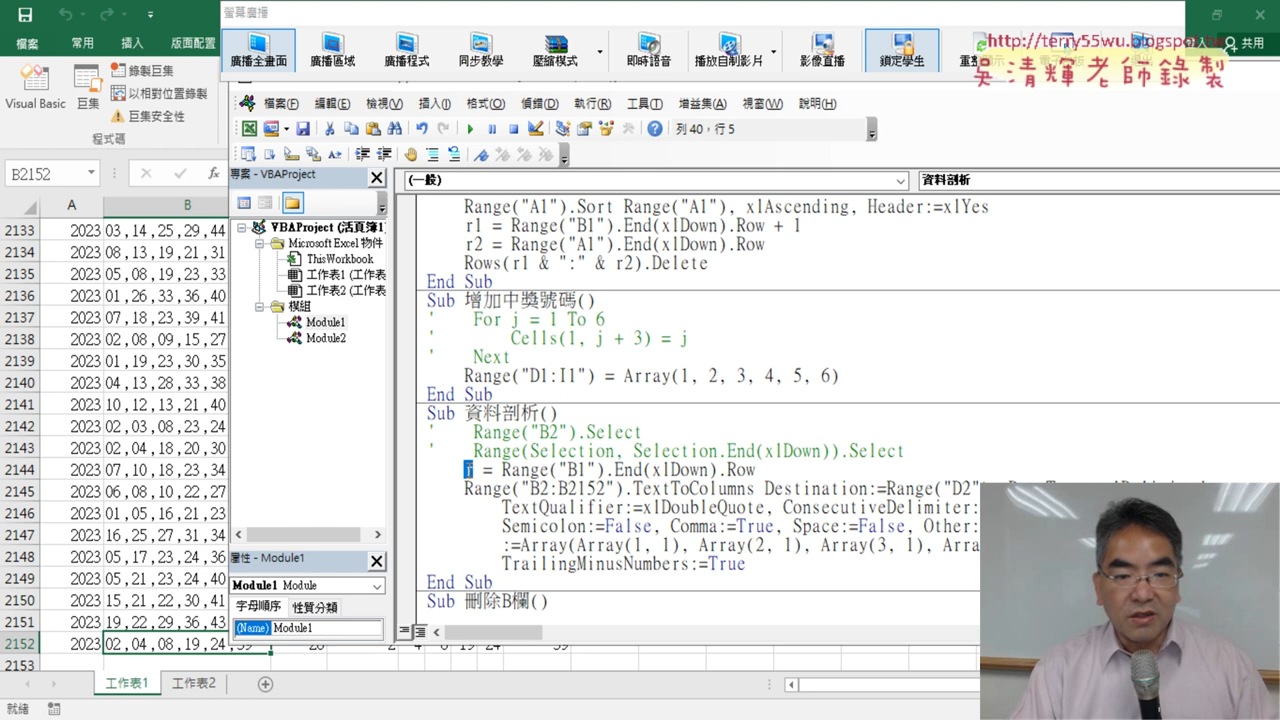 螢幕廣播
檔案
常用
插入
版面配置
共用
廣播全畫面
廣播區域
廣播程式
同步教學
壓縮模式
即時語音
播放自製影片
影像直播
鎖定學生
http://terry55wu.blogspot.tw
吳清輝老師錄製
Visual Basic
巨集
錄製巨集
以相對位置錄製
巨集安全性
程式碼
檔案(F) 編輯(E) 檢視(V) 插入(I) 格式(O) 偵錯(D) 執行(R) 工具(T) 增益集(A) 視窗(W) 說明(H)
列 40，行 5
B2152
fx
專案 - VBAProject
(一般)
資料剖析
VBAProject (活頁簿1)
Microsoft Excel 物件
ThisWorkbook
工作表1 (工作表
工作表2 (工作表
模組
Module1
Module2
屬性 - Module1
Module1 Module
字母順序 性質分類
(Name) Module1
A B
2133 2023 03,14,25,29,44
2134 2023 08,13,19,21,31
2135 2023 05,08,19,23,33
2136 2023 01,26,33,36,40
2137 2023 07,18,23,39,41
2138 2023 02,08,09,15,27
2139 2023 01,19,23,30,35
2140 2023 04,13,28,33,38
2141 2023 10,12,13,21,40
2142 2023 02,03,08,23,24
2143 2023 02,04,18,20,30
2144 2023 07,10,18,23,34
2145 2023 06,08,10,22,27
2146 2023 01,05,16,21,23
2147 2023 16,25,27,31,34
2148 2023 05,17,23,24,36
2149 2023 05,21,23,24,40
2150 2023 15,21,22,30,41
2151 2023 19,22,29,36,43
2152 2023 02,04,08,19,24,39
2153
Range("A1").Sort Range("A1"), xlAscending, Header:=xlYes
r1 = Range("B1").End(xlDown).Row + 1
r2 = Range("A1").End(xlDown).Row
Rows(r1 & ":" & r2).Delete
End Sub
Sub 增加中獎號碼()
' For j = 1 To 6
' Cells(1, j + 3) = j
' Next
Range("D1:I1") = Array(1, 2, 3, 4, 5, 6)
End Sub
Sub 資料剖析()
' Range("B2").Select
' Range(Selection, Selection.End(xlDown)).Select
r = Range("B1").End(xlDown).Row
Range("B2:B2152").TextToColumns Destination:=Range("D2")
TextQualifier:=xlDoubleQuote, ConsecutiveDelimiter:
Semicolon:=False, Comma:=True, Space:=False, Other:
:=Array(Array(1, 1), Array(2, 1), Array(3, 1), Arra
TrailingMinusNumbers:=True
End Sub
Sub 刪除B欄()
工作表1
工作表2
就緒